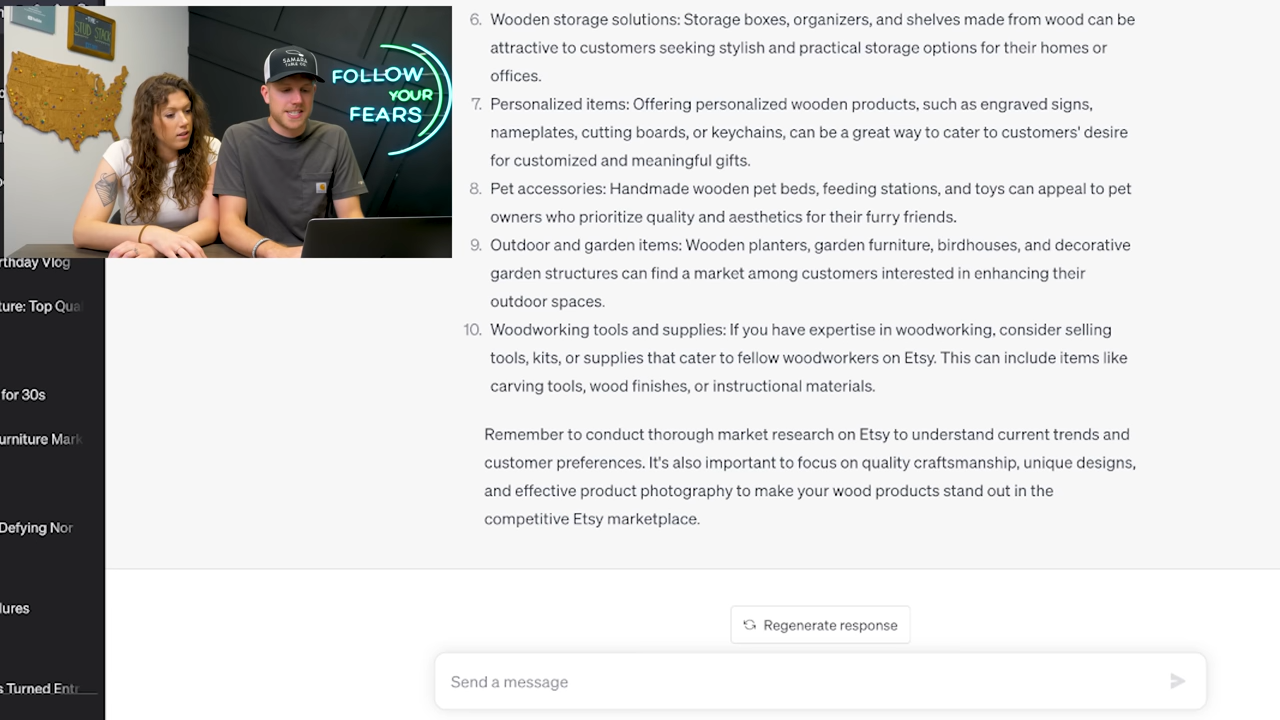 STUD STACK
SAMARA
TABLE CO.
FOLLOW
YOUR
FEARS
6. Wooden storage solutions: Storage boxes, organizers, and shelves made from wood can be
attractive to customers seeking stylish and practical storage options for their homes or
offices.
7. Personalized items: Offering personalized wooden products, such as engraved signs,
nameplates, cutting boards, or keychains, can be a great way to cater to customers' desire
for customized and meaningful gifts.
8. Pet accessories: Handmade wooden pet beds, feeding stations, and toys can appeal to pet
owners who prioritize quality and aesthetics for their furry friends.
9. Outdoor and garden items: Wooden planters, garden furniture, birdhouses, and decorative
garden structures can find a market among customers interested in enhancing their
outdoor spaces.
10. Woodworking tools and supplies: If you have expertise in woodworking, consider selling
tools, kits, or supplies that cater to fellow woodworkers on Etsy. This can include items like
carving tools, wood finishes, or instructional materials.
Remember to conduct thorough market research on Etsy to understand current trends and
customer preferences. It's also important to focus on quality craftsmanship, unique designs,
and effective product photography to make your wood products stand out in the
competitive Etsy marketplace.
rthday Vlog
ture: Top Qua
for 30s
urniture Mark
Defying Nor
lures
s Turned Entr
Regenerate response
Send a message